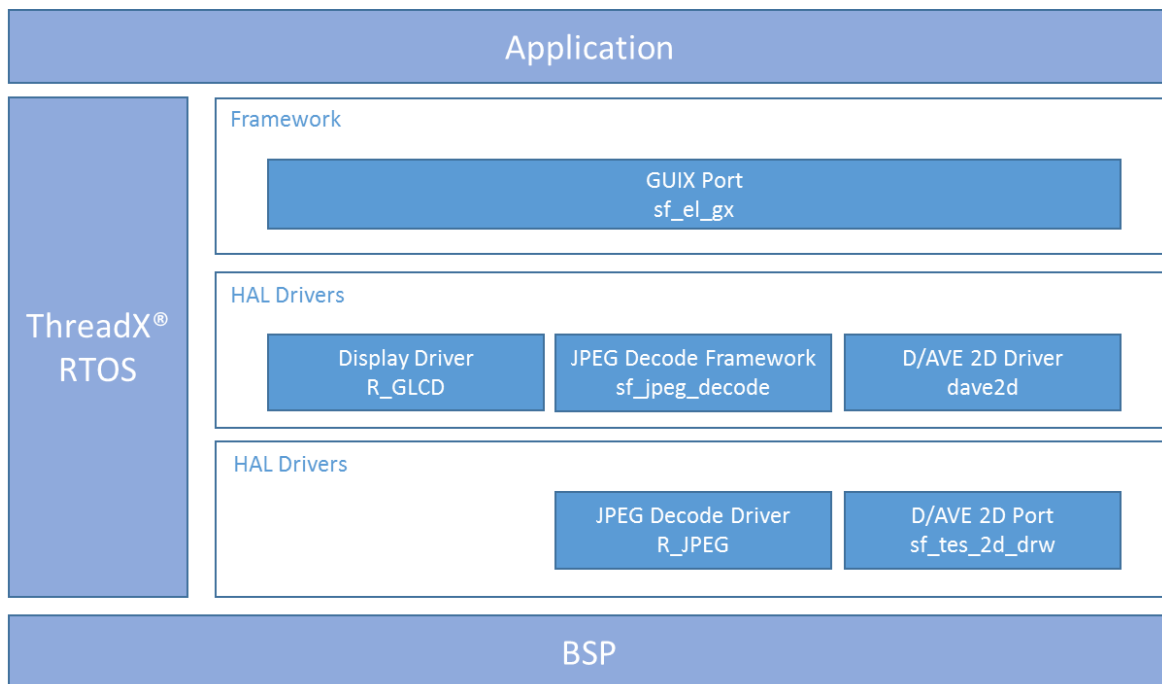 Application
ThreadX®
RTOS
Framework
GUIX Port
sf_el_gx
HAL Drivers
Display Driver
R_GLCD
JPEG Decode Framework
sf_jpeg_decode
D/AVE 2D Driver
dave2d
HAL Drivers
JPEG Decode Driver
R_JPEG
D/AVE 2D Port
sf_tes_2d_drw
BSP